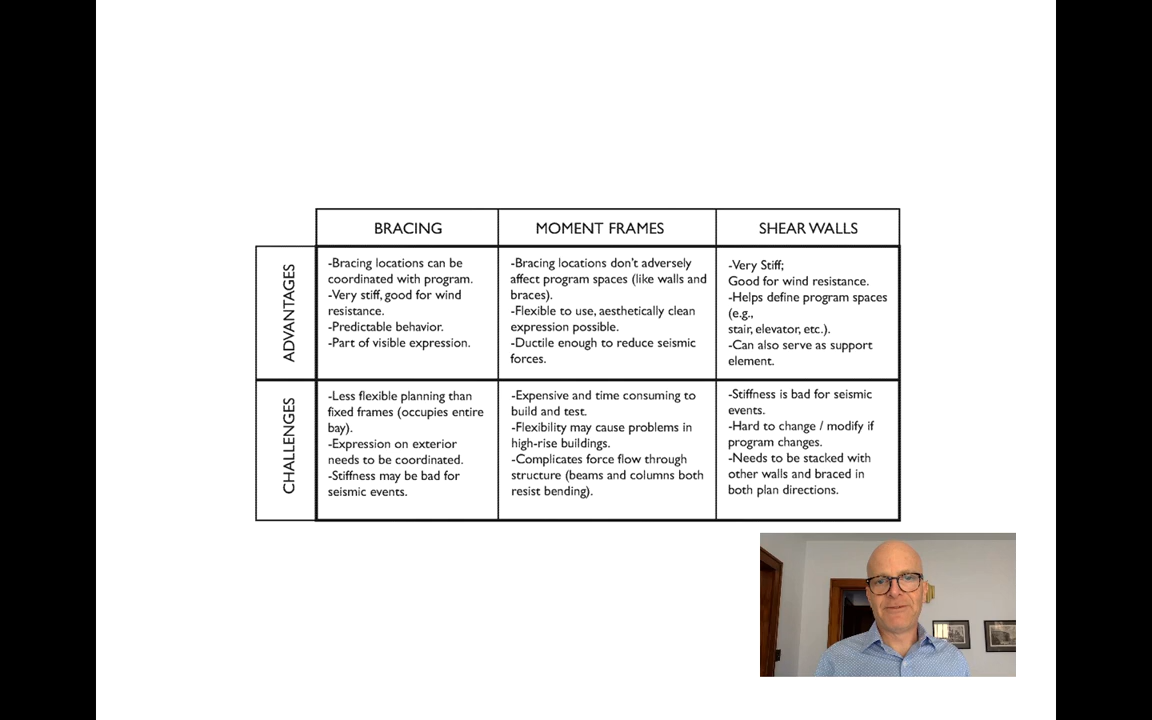 BRACING
MOMENT FRAMES
SHEAR WALLS
ADVANTAGES
-Bracing locations can be
coordinated with program.
-Very stiff, good for wind
resistance.
-Predictable behavior.
-Part of visible expression.
-Bracing locations don't adversely
affect program spaces (like walls and
braces).
-Flexible to use, aesthetically clean
expression possible.
-Ductile enough to reduce seismic
forces.
-Very Stiff;
Good for wind resistance.
-Helps define program spaces
(e.g.,
stair, elevator, etc.).
-Can also serve as support
element.
CHALLENGES
-Less flexible planning than
fixed frames (occupies entire
bay).
-Expression on exterior
needs to be coordinated.
-Stiffness may be bad for
seismic events.
-Expensive and time consuming to
build and test.
-Flexibility may cause problems in
high-rise buildings.
-Complicates force flow through
structure (beams and columns both
resist bending).
-Stiffness is bad for seismic
events.
-Hard to change / modify if
program changes.
-Needs to be stacked with
other walls and braced in
both plan directions.